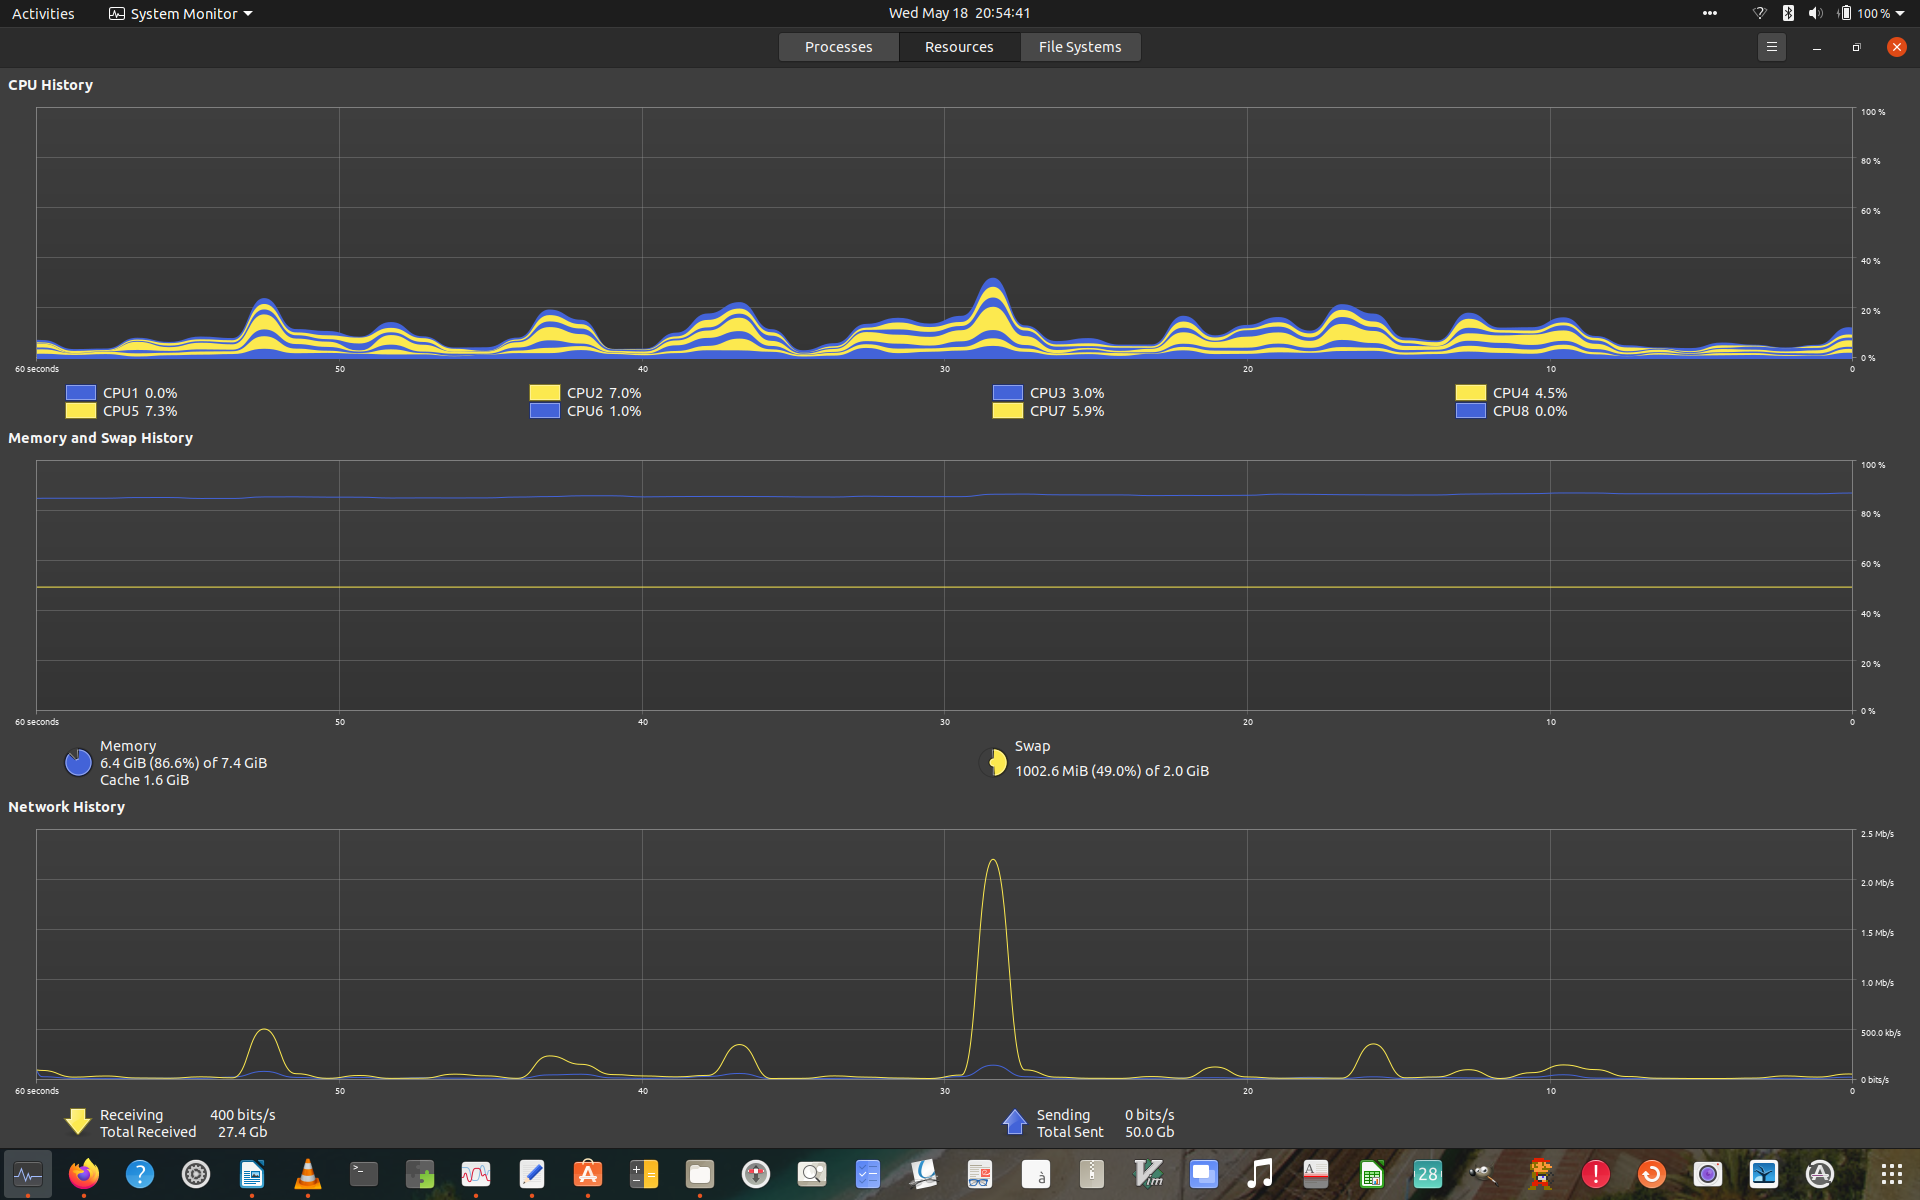 Activities System Monitor Wed May 18 20:54:41 100 %
Processes Resources File Systems
CPU History
100 %
80 %
60 %
40 %
20 %
0 %
60 seconds 50 40 30 20 10 0
CPU1 0.0% CPU2 7.0% CPU3 3.0% CPU4 4.5%
CPU5 7.3% CPU6 1.0% CPU7 5.9% CPU8 0.0%
Memory and Swap History
100 %
80 %
60 %
40 %
20 %
0 %
60 seconds 50 40 30 20 10 0
Memory
6.4 GiB (86.6%) of 7.4 GiB
Cache 1.6 GiB
Swap
1002.6 MiB (49.0%) of 2.0 GiB
Network History
2.5 Mb/s
2.0 Mb/s
1.5 Mb/s
1.0 Mb/s
500.0 kb/s
0 bits/s
60 seconds 50 40 30 20 10 0
Receiving 400 bits/s Sending 0 bits/s
Total Received 27.4 Gb Total Sent 50.0 Gb
>_ ? A à Vim A 28 !